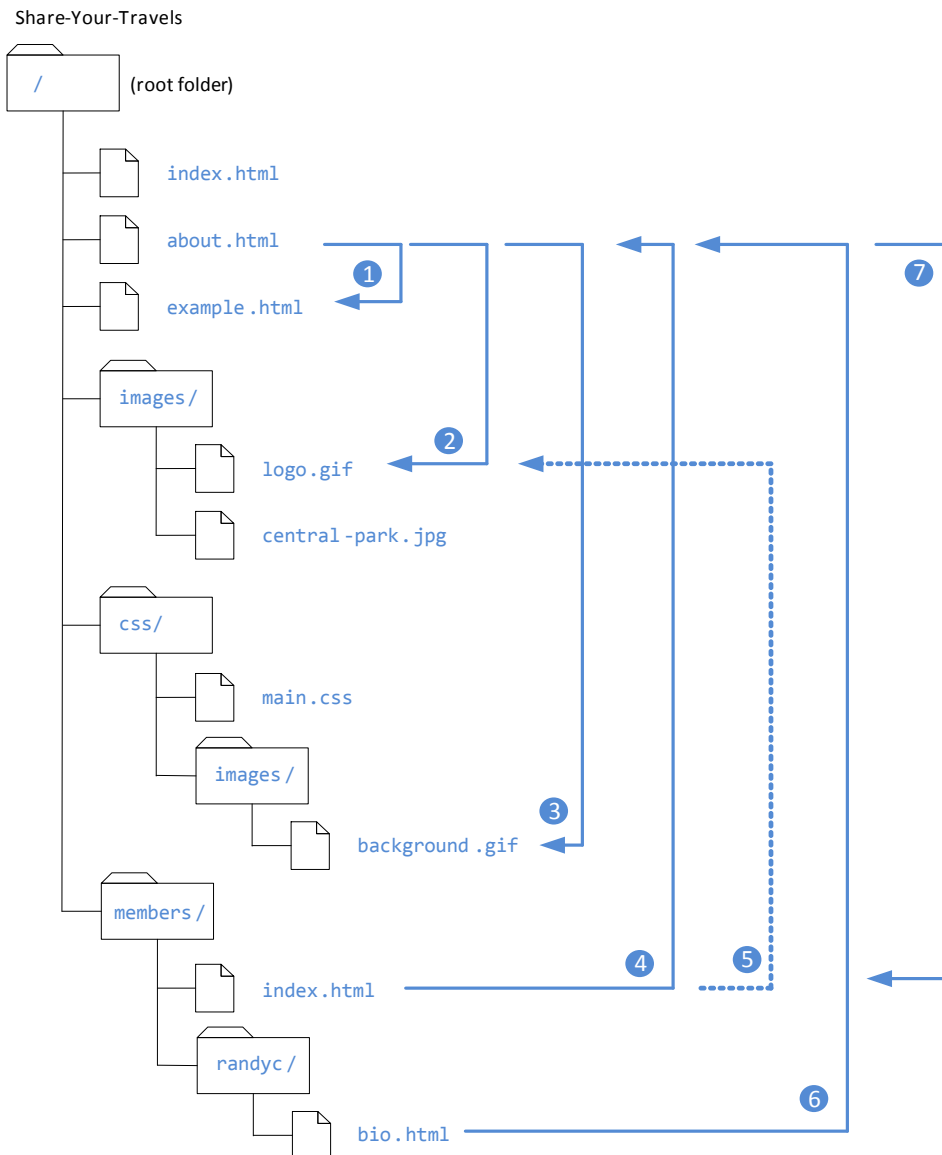 Share-Your-Travels
/
(root folder)
index.html
about.html
7
1
example.html
images/
2
logo.gif
central-park.jpg
css/
main.css
images/
3
background.gif
members/
4
5
index.html
randyc/
6
bio.html